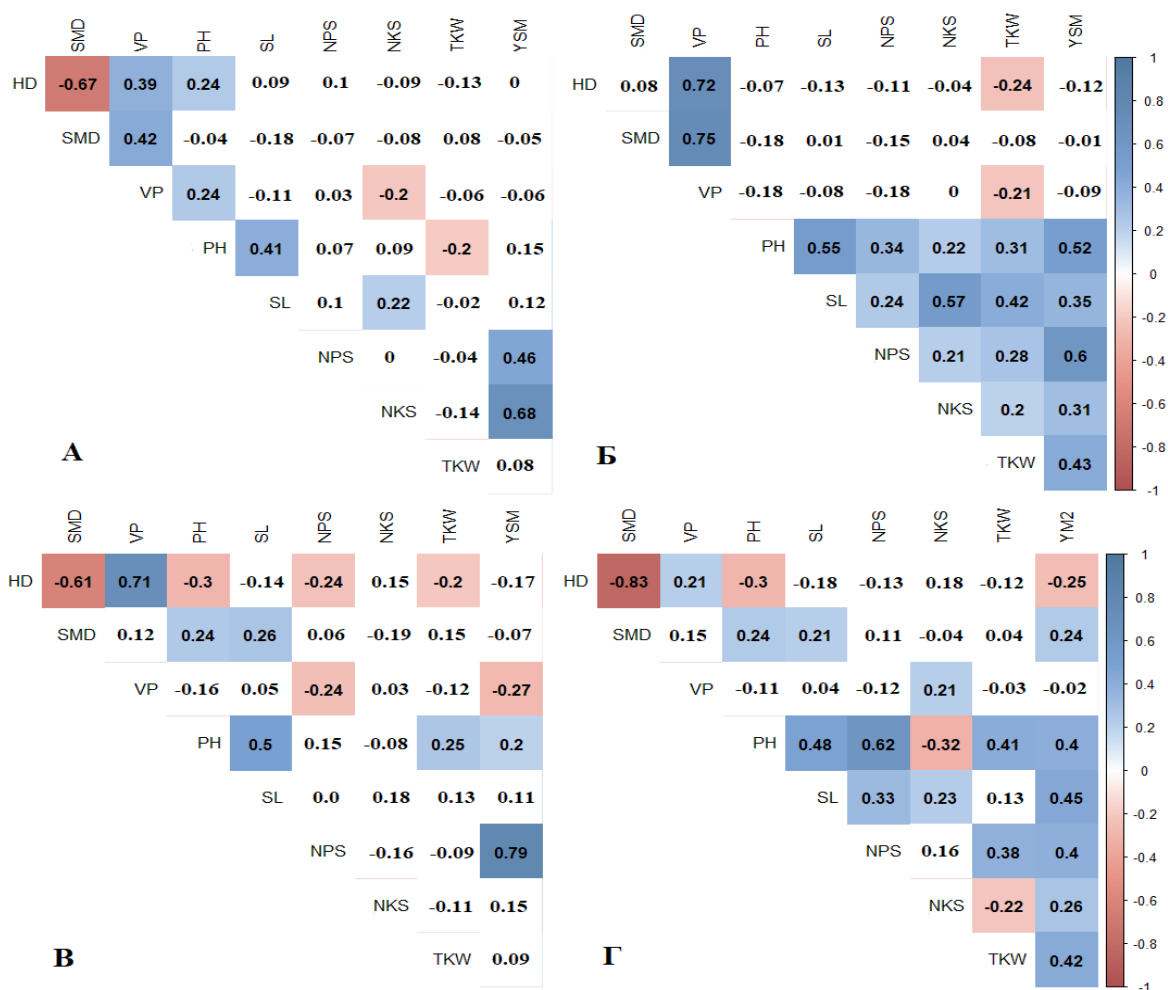 SMD VP PH SL NPS NKS TKW YSM
HD -0.67 0.39 0.24 0.09 0.1 -0.09 -0.13 0
SMD 0.42 -0.04 -0.18 -0.07 -0.08 0.08 -0.05
VP 0.24 -0.11 0.03 -0.2 -0.06 -0.06
PH 0.41 0.07 0.09 -0.2 0.15
SL 0.1 0.22 -0.02 0.12
NPS 0 -0.04 0.46
NKS -0.14 0.68
TKW 0.08
А
SMD VP PH SL NPS NKS TKW YSM
HD 0.08 0.72 -0.07 -0.13 -0.11 -0.04 -0.24 -0.12
SMD 0.75 -0.18 0.01 -0.15 0.04 -0.08 -0.01
VP -0.18 -0.08 -0.18 0 -0.21 -0.09
PH 0.55 0.34 0.22 0.31 0.52
SL 0.24 0.57 0.42 0.35
NPS 0.21 0.28 0.6
NKS 0.2 0.31
TKW 0.43
Б
1
0.8
0.6
0.4
0.2
0
-0.2
-0.4
-0.6
-0.8
-1
SMD VP PH SL NPS NKS TKW YSM
HD -0.61 0.71 -0.3 -0.14 -0.24 0.15 -0.2 -0.17
SMD 0.12 0.24 0.26 0.06 -0.19 0.15 -0.07
VP -0.16 0.05 -0.24 0.03 -0.12 -0.27
PH 0.5 0.15 -0.08 0.25 0.2
SL 0.0 0.18 0.13 0.11
NPS -0.16 -0.09 0.79
NKS -0.11 0.15
TKW 0.09
В
SMD VP PH SL NPS NKS TKW YM2
HD -0.83 0.21 -0.3 -0.18 -0.13 0.18 -0.12 -0.25
SMD 0.15 0.24 0.21 0.11 -0.04 0.04 0.24
VP -0.11 0.04 -0.12 0.21 -0.03 -0.02
PH 0.48 0.62 -0.32 0.41 0.4
SL 0.33 0.23 0.13 0.45
NPS 0.16 0.38 0.4
NKS -0.22 0.26
TKW 0.42
Г
1
0.8
0.6
0.4
0.2
0
-0.2
-0.4
-0.6
-0.8
-1